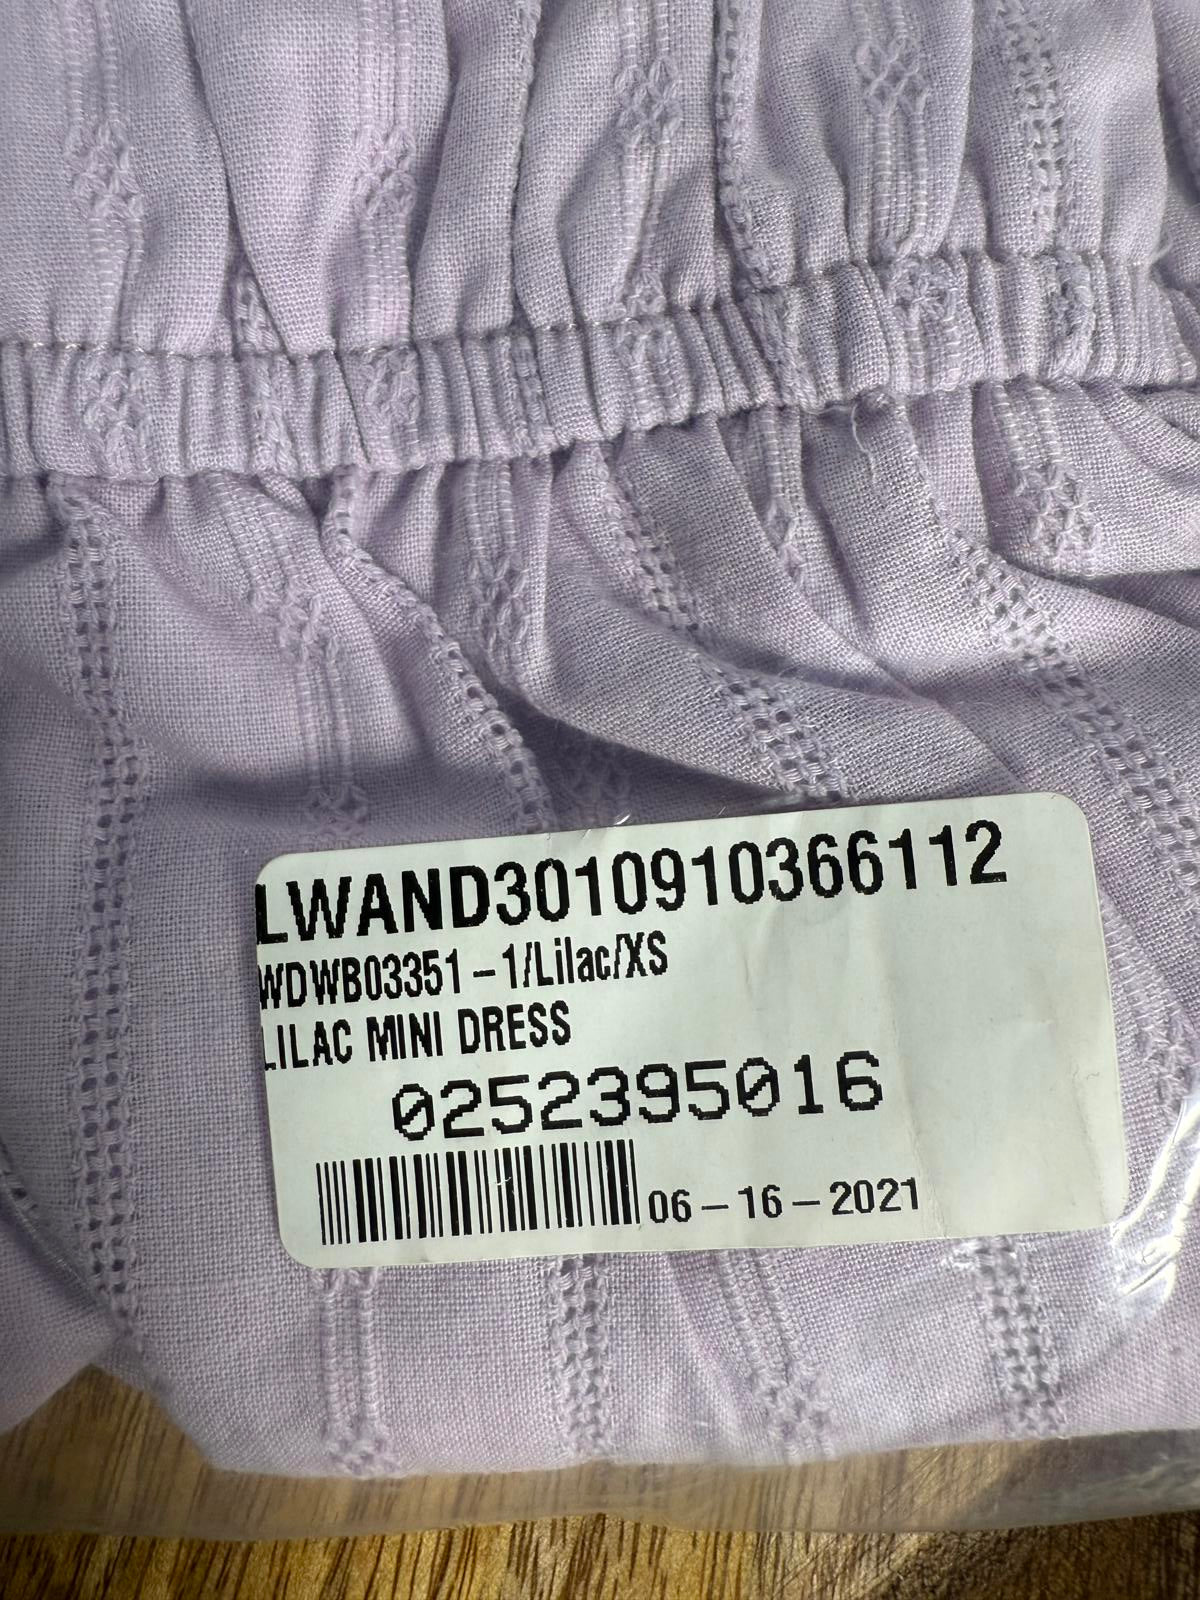 LWAND3010910366112
WDWB03351-1/Lilac/XS
LILAC MINI DRESS
0252395016
06-16-2021